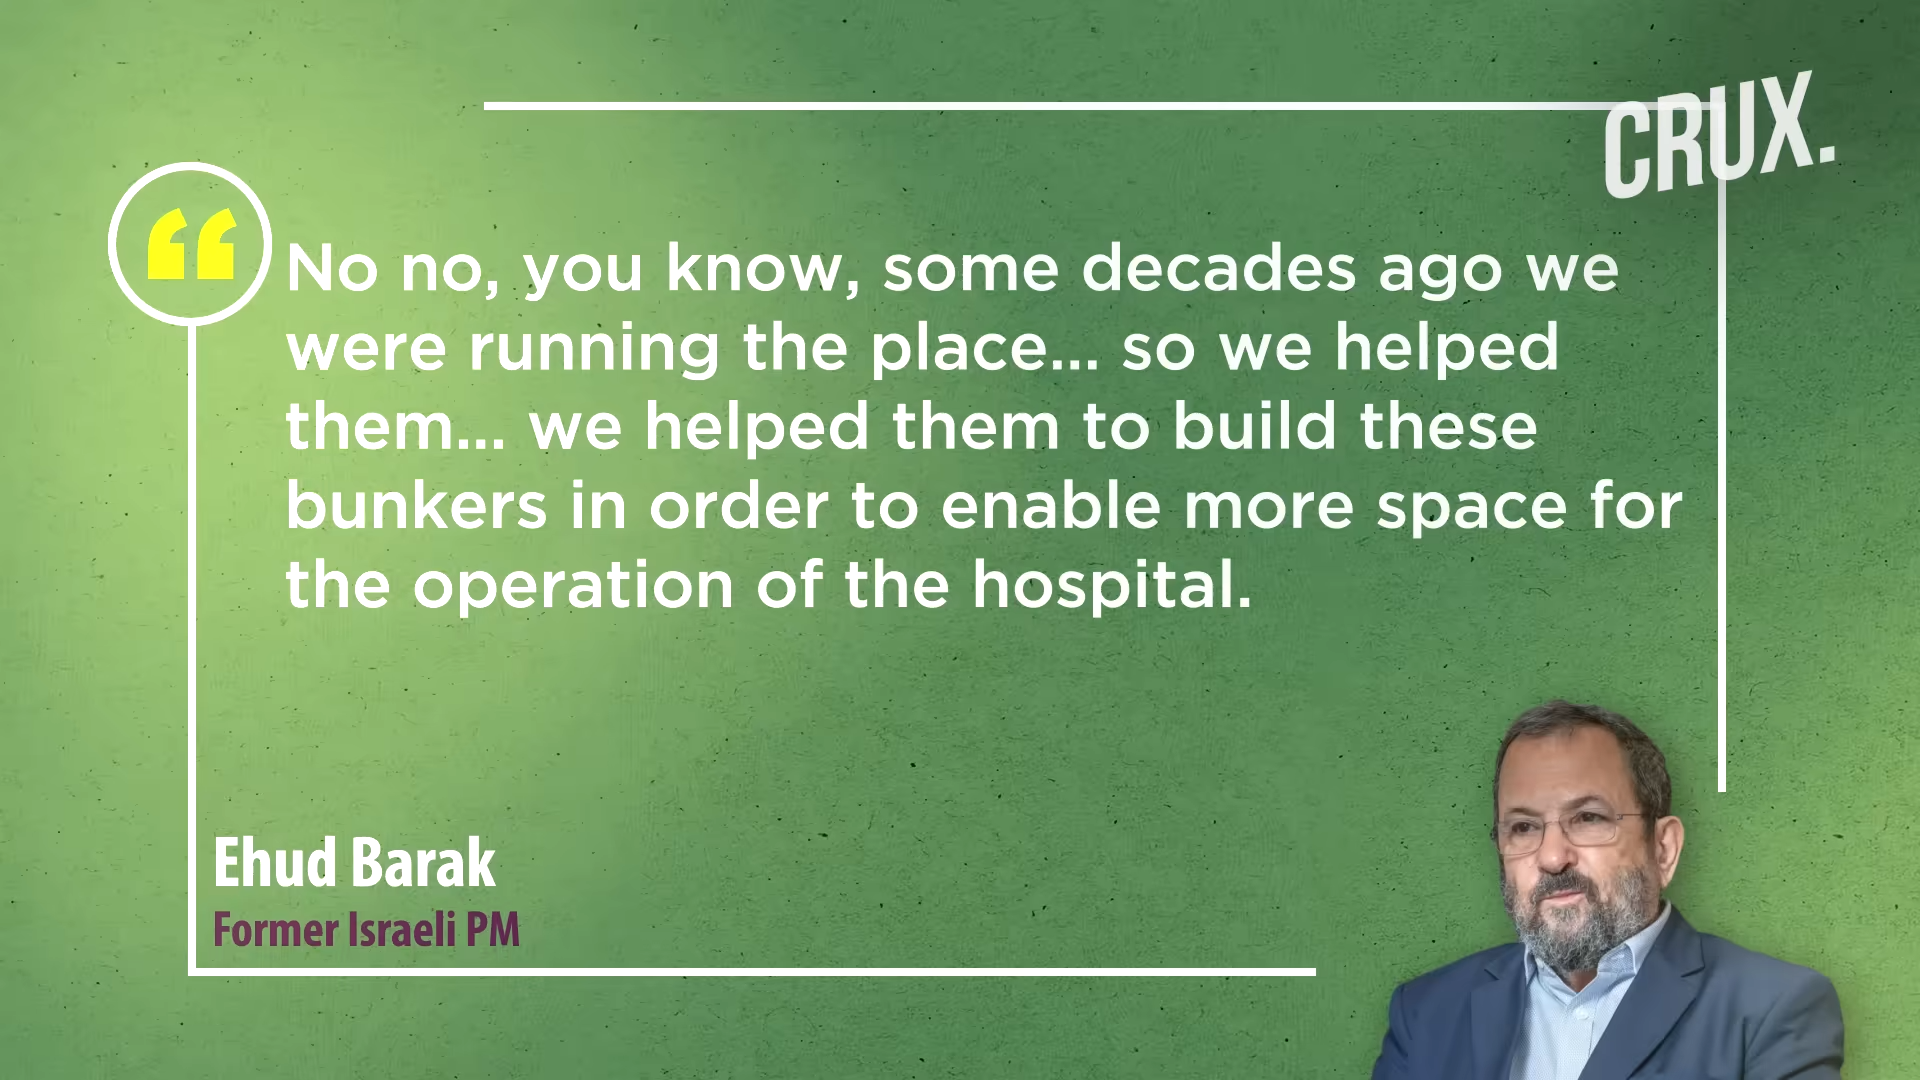 CRUX.
“ No no, you know, some decades ago we
were running the place... so we helped
them... we helped them to build these
bunkers in order to enable more space for
the operation of the hospital.
Ehud Barak
Former Israeli PM